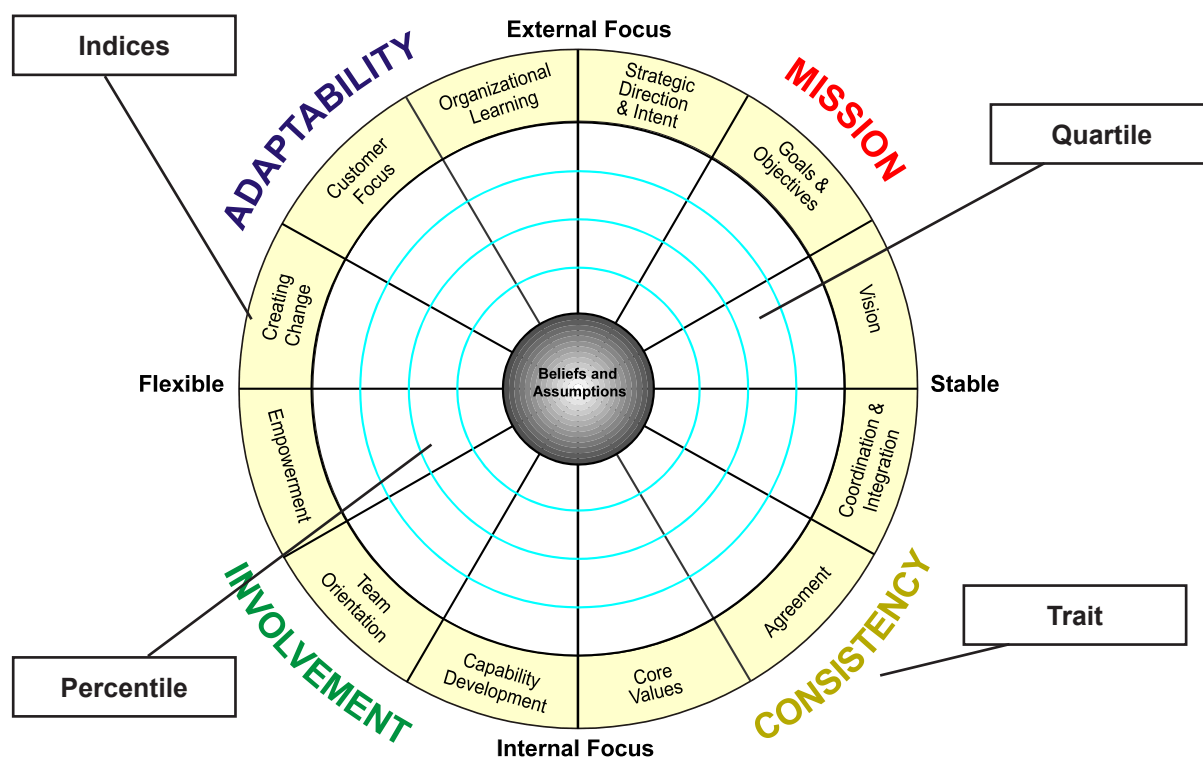 Indices
ADAPTABILITY
External Focus
MISSION
Quartile
Organizational
Learning
Strategic
Direction
& Intent
Customer
Focus
Goals &
Objectives
Creating
Change
Vision
Flexible
Beliefs and
Assumptions
Stable
Empowerment
Coordination &
Integration
Team
Orientation
Agreement
INVOLVEMENT
CONSISTENCY
Trait
Percentile
Capability
Development
Core
Values
Internal Focus